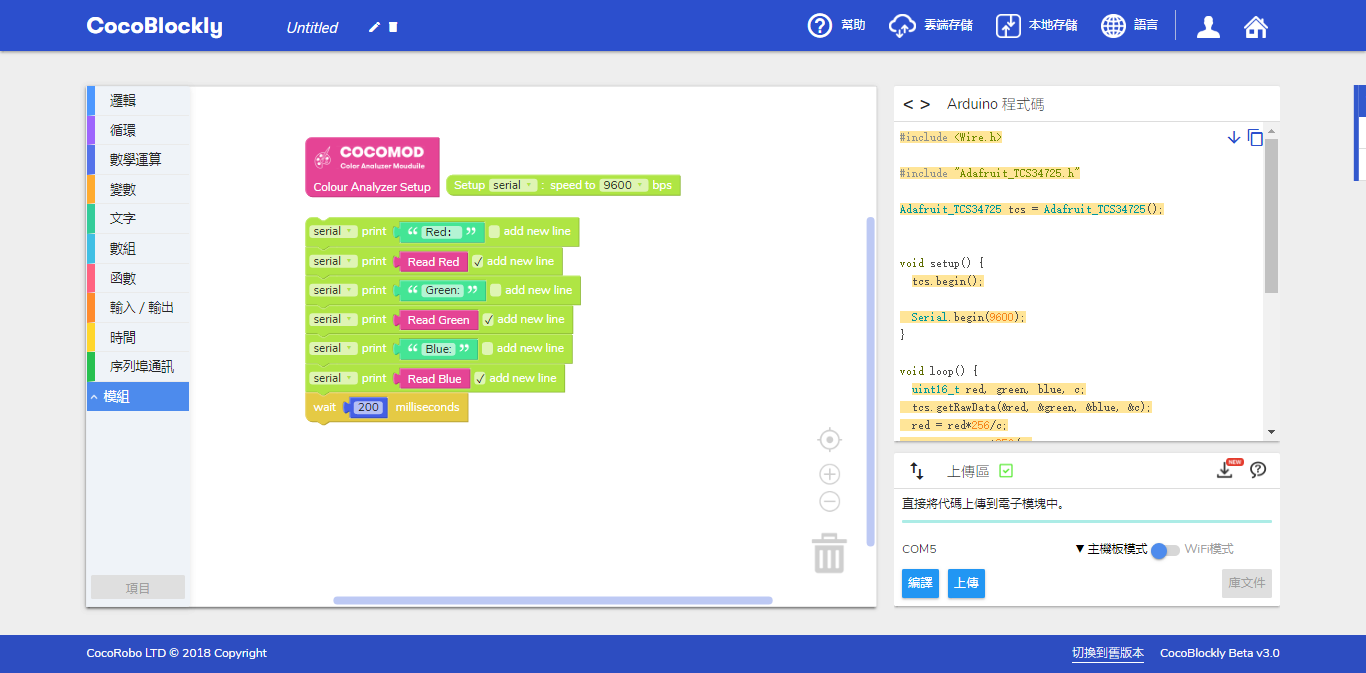 CocoBlockly
Untitled
幫助
雲端存儲
本地存儲
語言
邏輯
循環
數學運算
變數
文字
數組
函數
輸入 / 輸出
時間
序列埠通訊
模組
項目
COCOMOD
Color Analuzer Moudulle
Colour Analyzer Setup
Setup serial : speed to 9600 bps
serial print “ Red: ” add new line
serial print Read Red ✓ add new line
serial print “ Green: ” add new line
serial print Read Green ✓ add new line
serial print “ Blue: ” add new line
serial print Read Blue ✓ add new line
wait 200 milliseconds
< > Arduino 程式碼
#include <Wire.h>
#include "Adafruit_TCS34725.h"
Adafruit_TCS34725 tcs = Adafruit_TCS34725();
void setup() {
tcs.begin();
Serial.begin(9600);
}
void loop() {
uint16_t red, green, blue, c;
tcs.getRawData(&red, &green, &blue, &c);
red = red*256/c;
上傳區
NEW
直接將代碼上傳到電子模塊中。
COM5
▼主機板模式
WiFi模式
編譯
上傳
庫文件
CocoRobo LTD © 2018 Copyright
切換到舊版本
CocoBlockly Beta v3.0